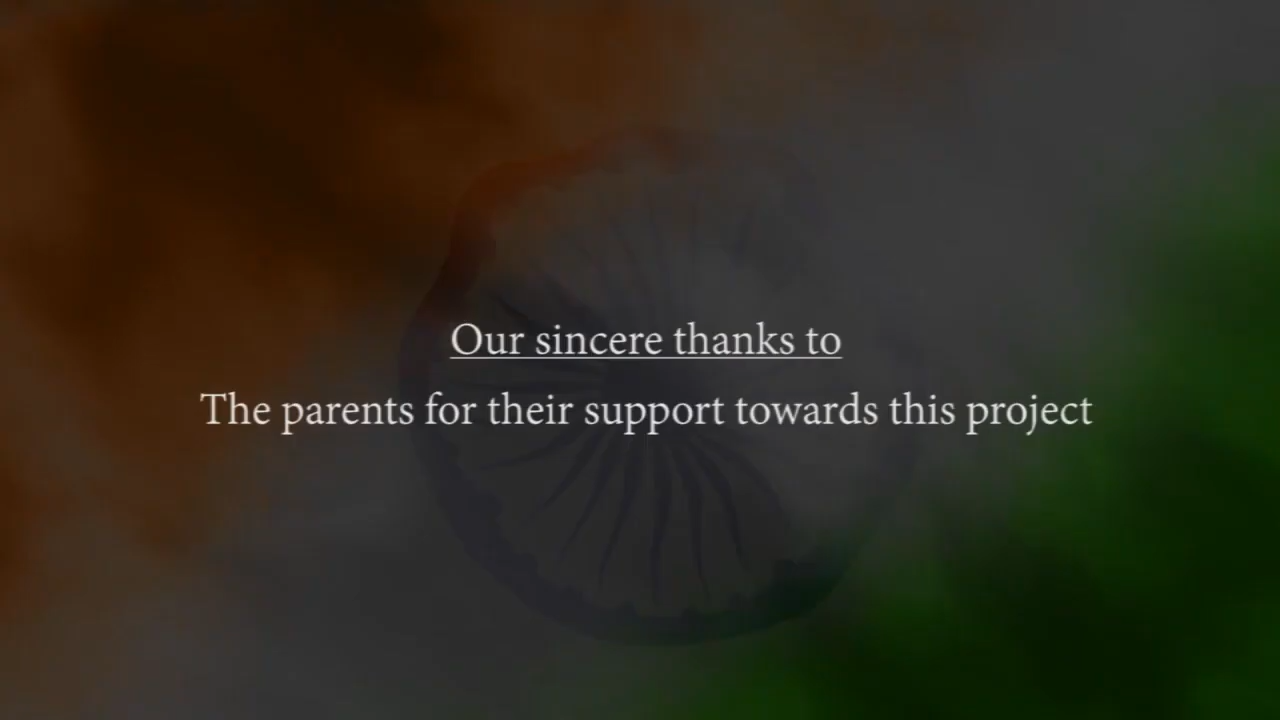 Our sincere thanks to
The parents for their support towards this project